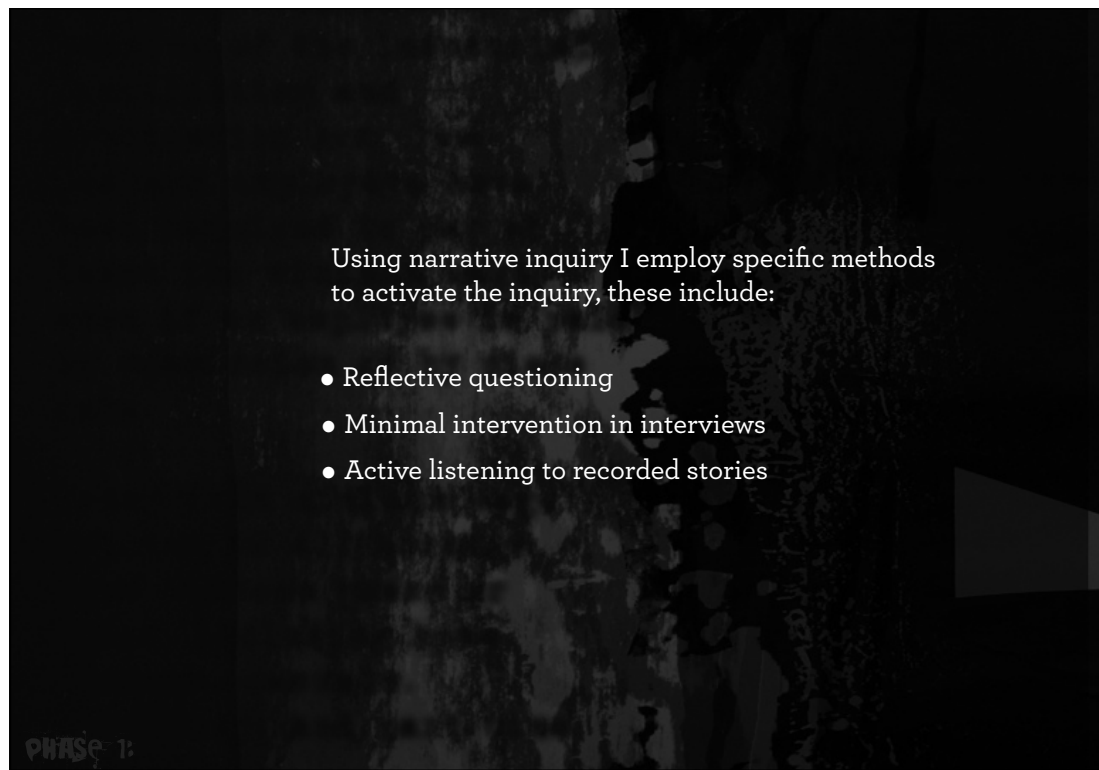 Using narrative inquiry I employ specific methods
to activate the inquiry, these include:
• Reflective questioning
• Minimal intervention in interviews
• Active listening to recorded stories
PHASe 1: